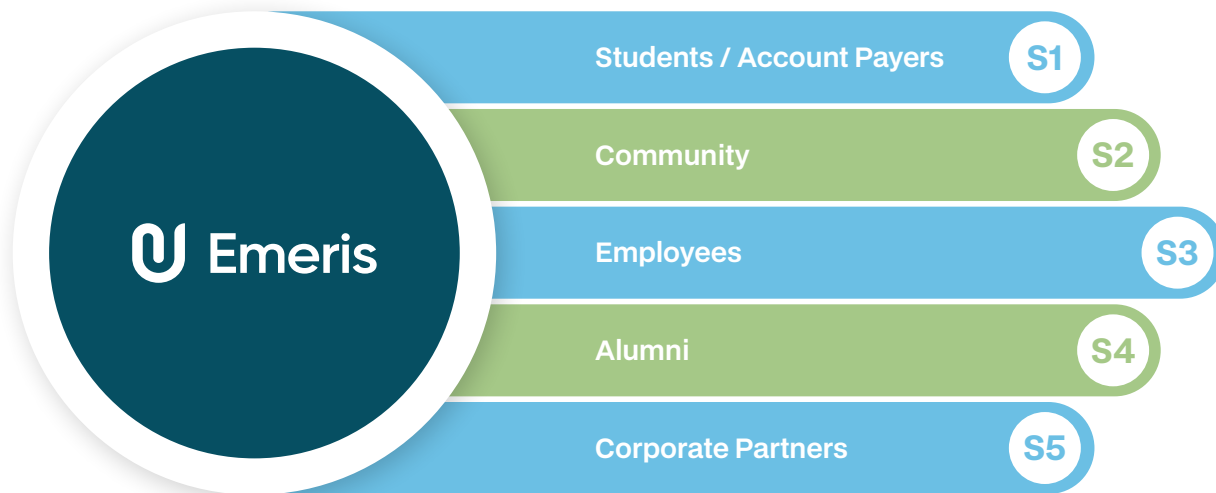 Emeris
Students / Account Payers S1
Community S2
Employees S3
Alumni S4
Corporate Partners S5